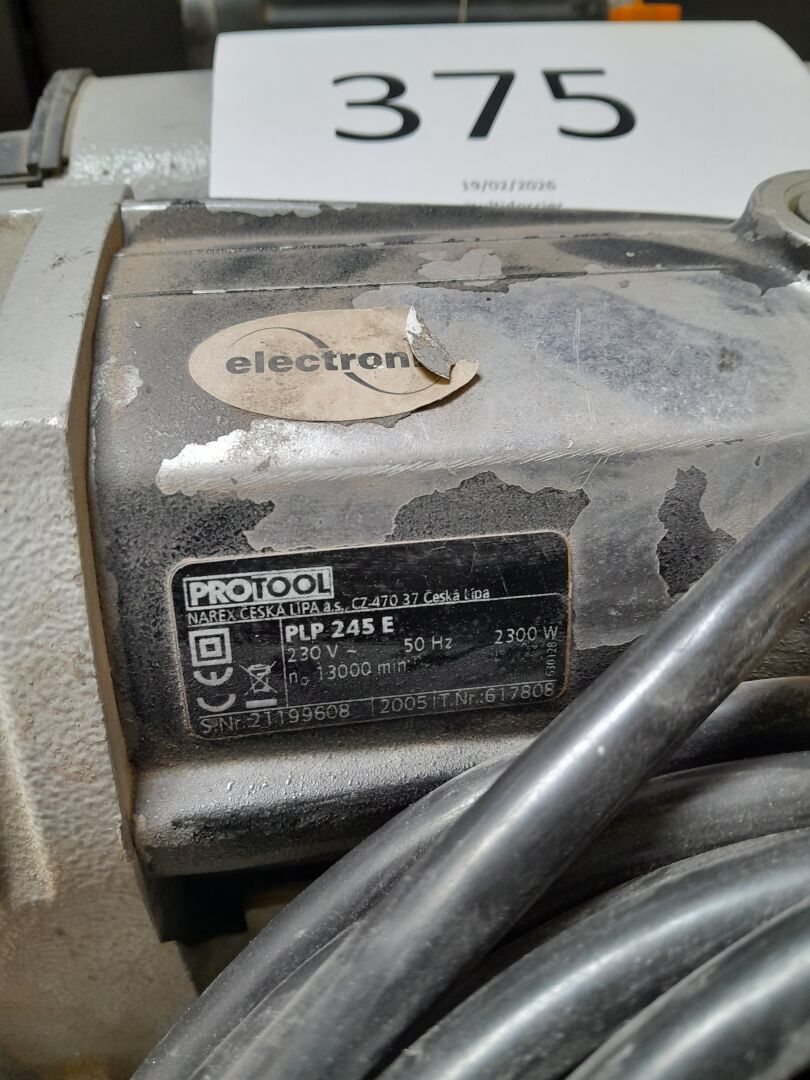 375
19/02/2026
electron
PROTOOL
NAREX ČESKÁ LÍPA a.s., CZ-470 37 Česká Lípa
PLP 245 E
230 V ~ 50 Hz 2300 W
n₀ 13000 min⁻¹
CE
S.Nr.:21199608 2005 T.Nr.:617808